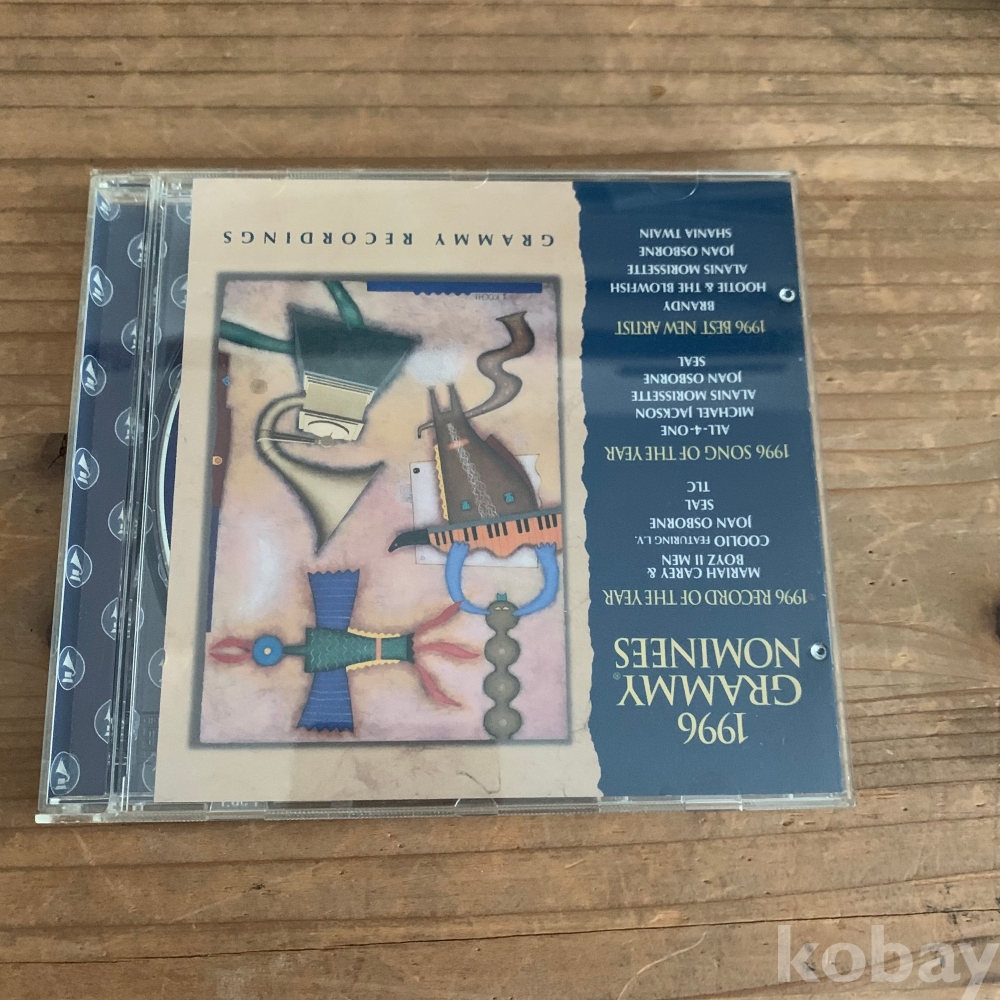 1996
GRAMMY
NOMINEES
1996 RECORD OF THE YEAR
MARIAH CAREY &
BOYZ II MEN
COOLIO FEATURING L.V.
JOAN OSBORNE
SEAL
TLC
1996 SONG OF THE YEAR
ALL-4-ONE
MICHAEL JACKSON
ALANIS MORISSETTE
JOAN OSBORNE
SEAL
1996 BEST NEW ARTIST
BRANDY
HOOTIE & THE BLOWFISH
ALANIS MORISSETTE
JOAN OSBORNE
SHANIA TWAIN
GRAMMY RECORDINGS
kobay